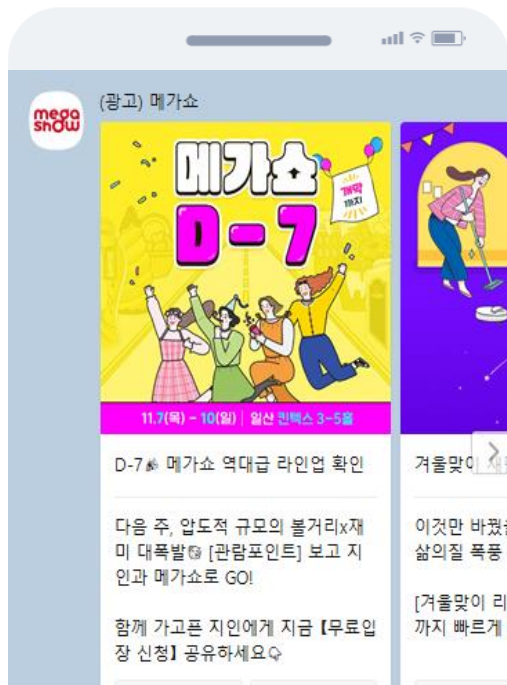 mega
show
(광고) 메가쇼
메가쇼
개막
까지
D-7
11.7(목) - 10(일) | 일산 킨텍스 3-5홀
D-7 메가쇼 역대급 라인업 확인
다음 주, 압도적 규모의 볼거리x재
미 대폭발 [관람포인트] 보고 지
인과 메가쇼로 GO!
함께 가고픈 지인에게 지금 【무료입
장 신청】 공유하세요
겨울맞이
이것만 바꿨
삶의질 폭풍
[겨울맞이 리
까지 빠르게